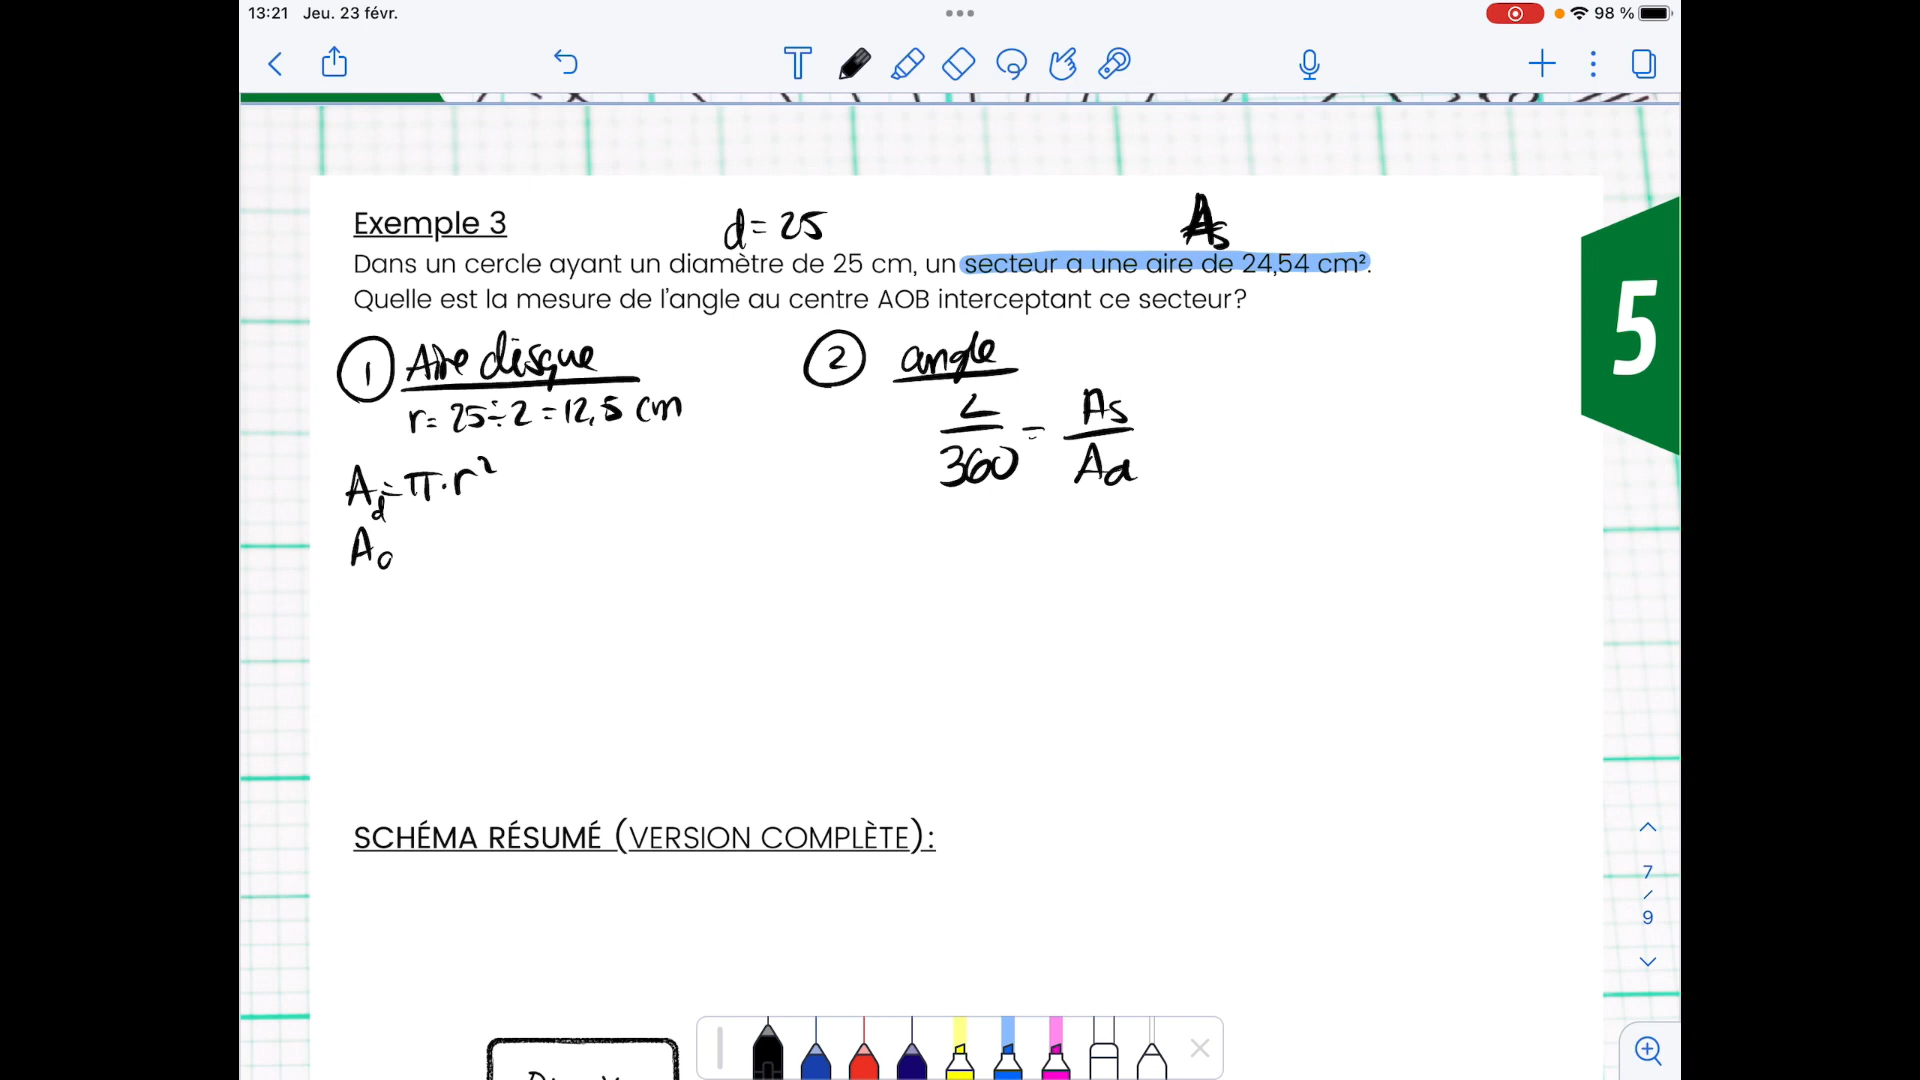 13:21 Jeu. 23 févr.
98 %
Exemple 3
d = 25
As
Dans un cercle ayant un diamètre de 25 cm, un secteur a une aire de 24,54 cm².
Quelle est la mesure de l'angle au centre AOB interceptant ce secteur?
5
① Aire disque
r = 25 ÷ 2 = 12,5 cm
Ad = π · r²
A
② angle
∠/360 = As/Ad
SCHÉMA RÉSUMÉ (VERSION COMPLÈTE):
7
/
9